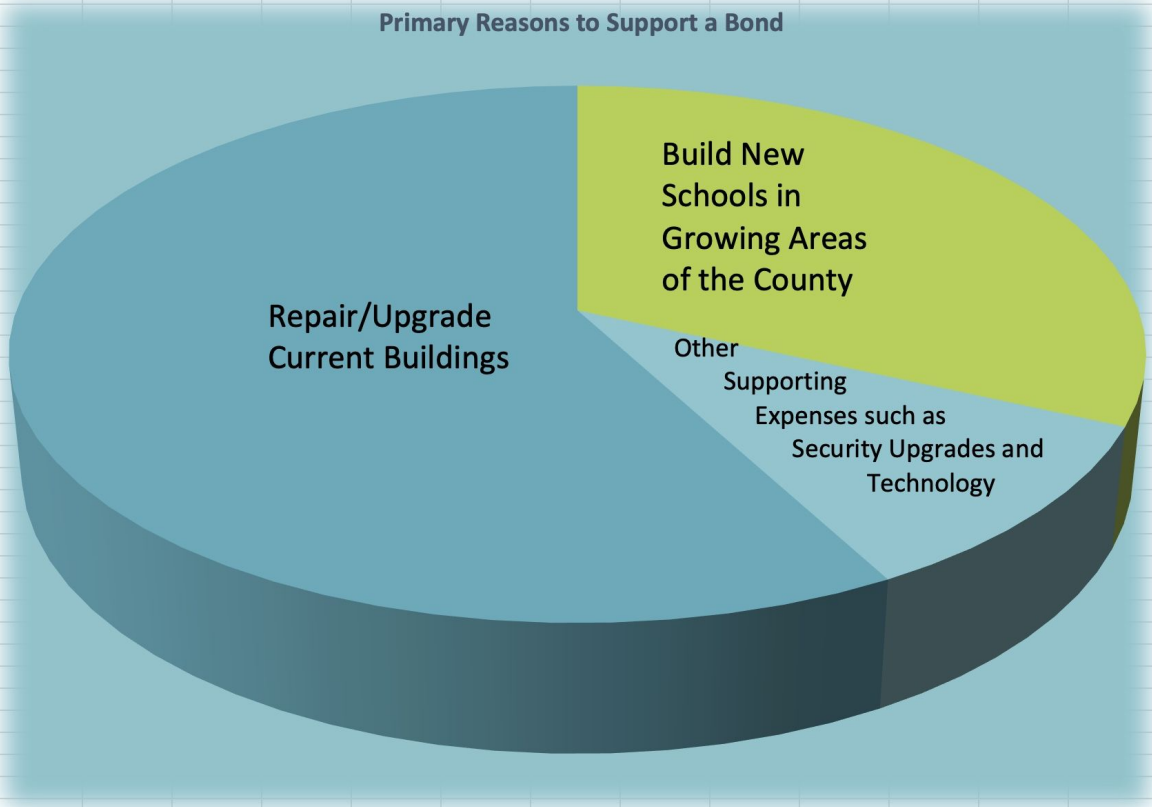 Primary Reasons to Support a Bond
Build New
Schools in
Growing Areas
of the County
Repair/Upgrade
Current Buildings
Other
Supporting
Expenses such as
Security Upgrades and
Technology